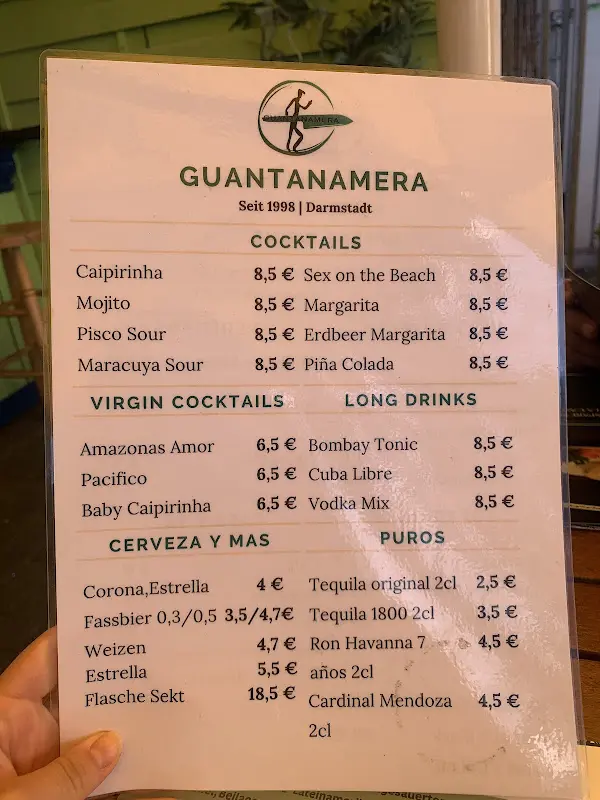 GUANTANAMERA
GUANTANAMERA
Seit 1998 | Darmstadt
COCKTAILS
Caipirinha 8,5 €
Mojito 8,5 €
Pisco Sour 8,5 €
Maracuya Sour 8,5 €
Sex on the Beach 8,5 €
Margarita 8,5 €
Erdbeer Margarita 8,5 €
Piña Colada 8,5 €
VIRGIN COCKTAILS
Amazonas Amor 6,5 €
Pacifico 6,5 €
Baby Caipirinha 6,5 €
LONG DRINKS
Bombay Tonic 8,5 €
Cuba Libre 8,5 €
Vodka Mix 8,5 €
CERVEZA Y MAS
Corona,Estrella 4 €
Fassbier 0,3/0,5 3,5/4,7€
Weizen 4,7 €
Estrella 5,5 €
Flasche Sekt 18,5 €
PUROS
Tequila original 2cl 2,5 €
Tequila 1800 2cl 3,5 €
Ron Havanna 7 4,5 €
años 2cl
Cardinal Mendoza 4,5 €
2cl